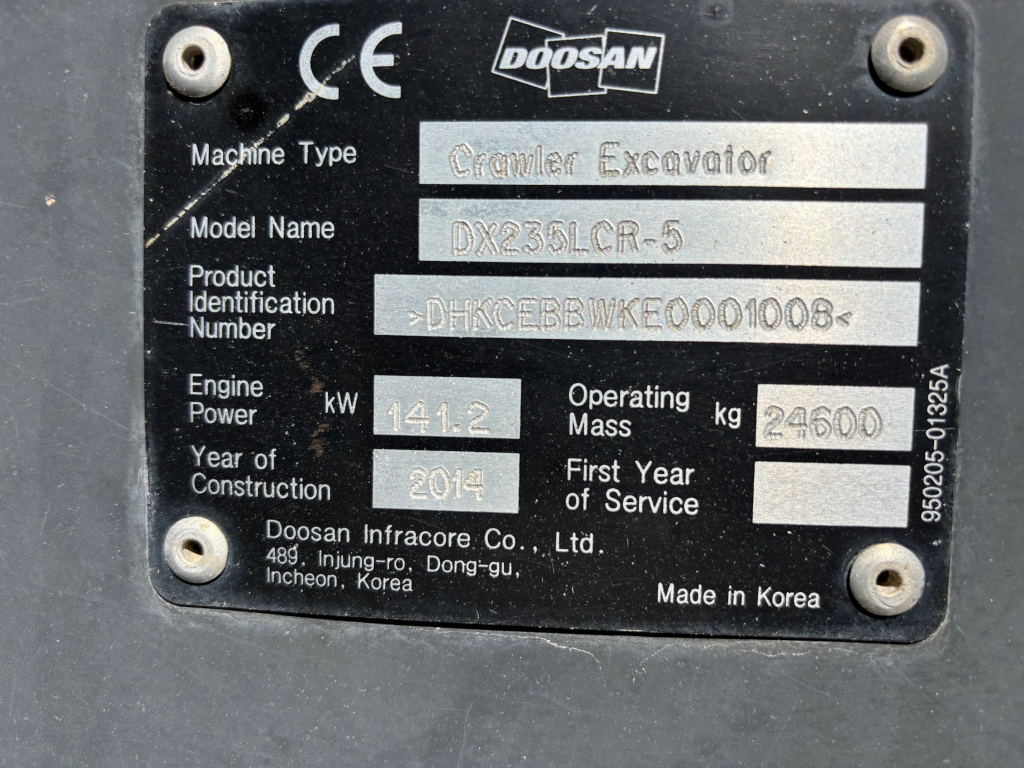 CE DOOSAN
Machine Type Crawler Excavator
Model Name DX235LCR-5
Product
Identification >DHKCEBBWKE0001008<
Number
Engine
Power kW 141.2
Operating
Mass kg 24600
Year of
Construction 2014
First Year
of Service
950205-01325A
Doosan Infracore Co., Ltd.
489, Injung-ro, Dong-gu,
Incheon, Korea
Made in Korea